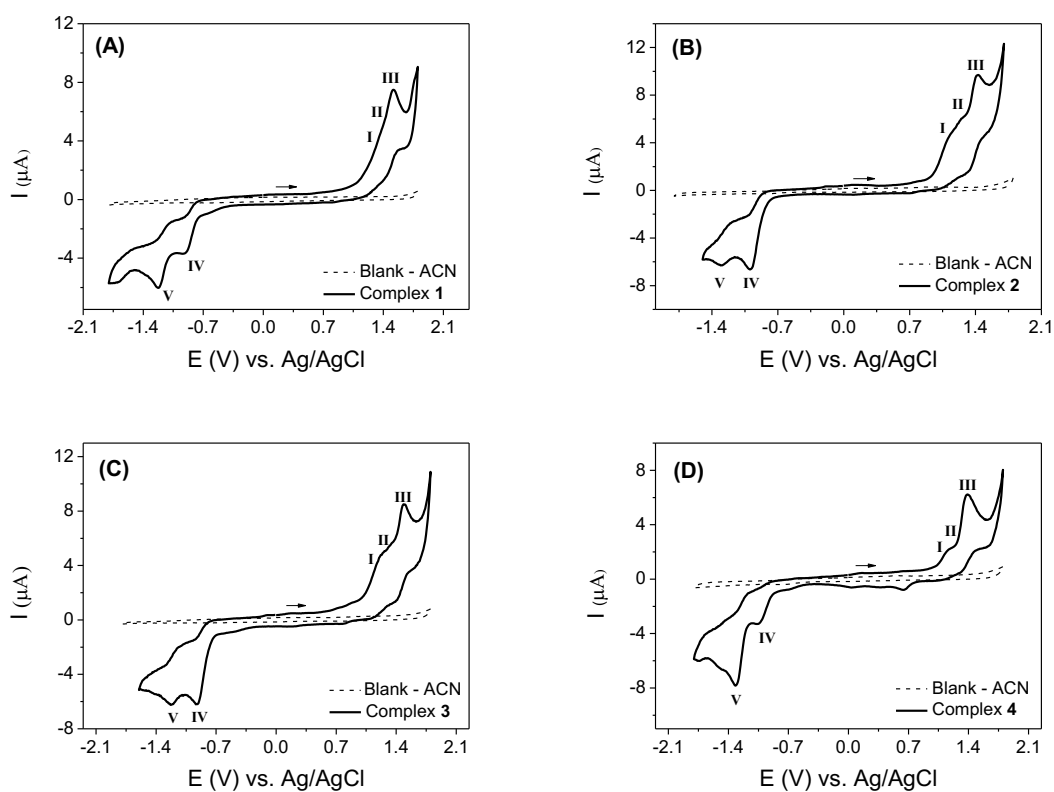 (A)
12
8
4
0
-4
I (µA)
I
II
III
IV
V
Blank - ACN
Complex 1
-2.1 -1.4 -0.7 0.0 0.7 1.4 2.1
E (V) vs. Ag/AgCl
(B)
12
8
4
0
-4
-8
I (µA)
I
II
III
IV
V
Blank - ACN
Complex 2
-1.4 -0.7 0.0 0.7 1.4 2.1
E (V) vs. Ag/AgCl
(C)
12
8
4
0
-4
-8
I (µA)
I
II
III
V
IV
Blank - ACN
Complex 3
-2.1 -1.4 -0.7 0.0 0.7 1.4 2.1
E (V) vs. Ag/AgCl
(D)
8
4
0
-4
-8
I (µA)
I
II
III
IV
V
Blank - ACN
Complex 4
-2.1 -1.4 -0.7 0.0 0.7 1.4 2.1
E (V) vs. Ag/AgCl